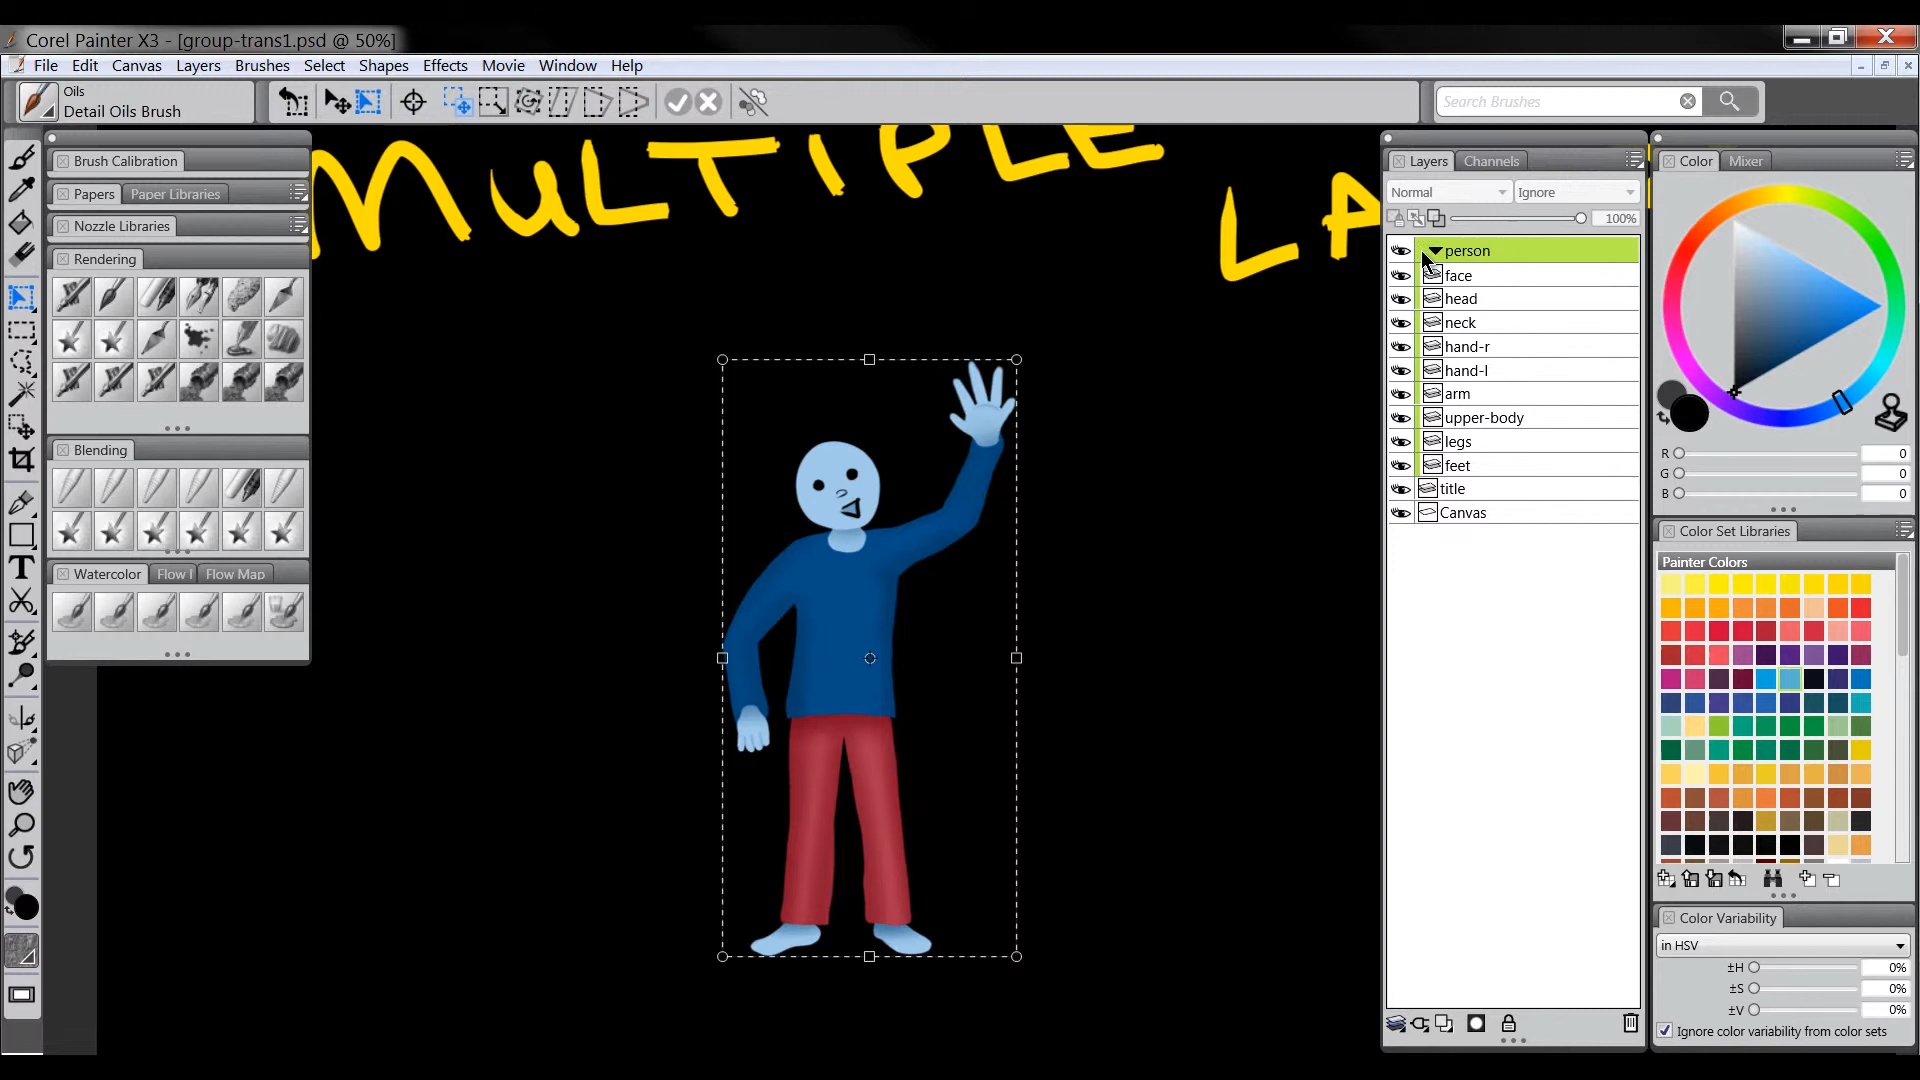 Corel Painter X3 - [group-trans1.psd @ 50%]
File Edit Canvas Layers Brushes Select Shapes Effects Movie Window Help
Oils
Detail Oils Brush
Search Brushes
MuLTIPLE
LA
Brush Calibration
Papers Paper Libraries
Nozzle Libraries
Rendering
Blending
Watercolor Flow I Flow Map
Layers Channels
Normal Ignore
100%
person
face
head
neck
hand-r
hand-l
arm
upper-body
legs
feet
title
Canvas
Color Mixer
R 0
G 0
B 0
Color Set Libraries
Painter Colors
Color Variability
in HSV
±H 0%
±S 0%
±V 0%
Ignore color variability from color sets